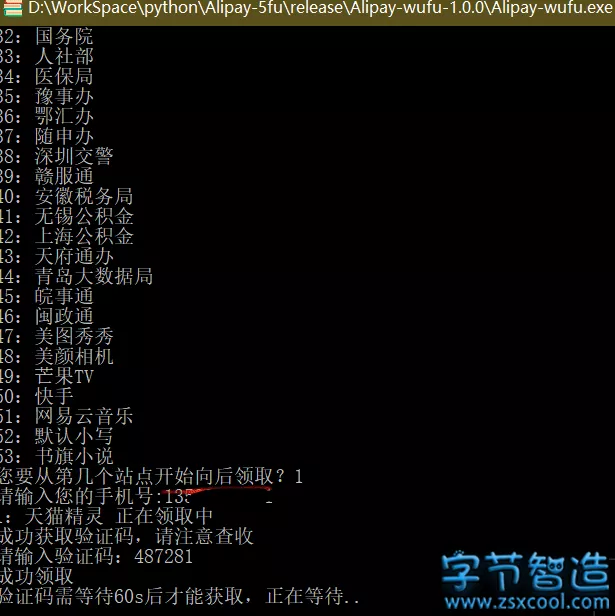 D:\WorkSpace\python\Alipay-5fu\release\Alipay-wufu-1.0.0\Alipay-wufu.exe
32：国务院
33：人社部
34：医保局
35：豫事办
36：鄂汇办
37：随申办
38：深圳交警
39：赣服通
40：安徽税务局
41：无锡公积金
42：上海公积金
43：天府通办
44：青岛大数据局
45：皖事通
46：闽政通
47：美图秀秀
48：美颜相机
49：芒果TV
50：快手
51：网易云音乐
52：默认小写
53：书旗小说
您要从第几个站点开始向后领取？1
请输入您的手机号:135
1：天猫精灵 正在领取中
成功获取验证码，请注意查收
请输入验证码：487281
成功领取
验证码需等待60s后才能获取，正在等待..
字节智造
www.zsxcool.com